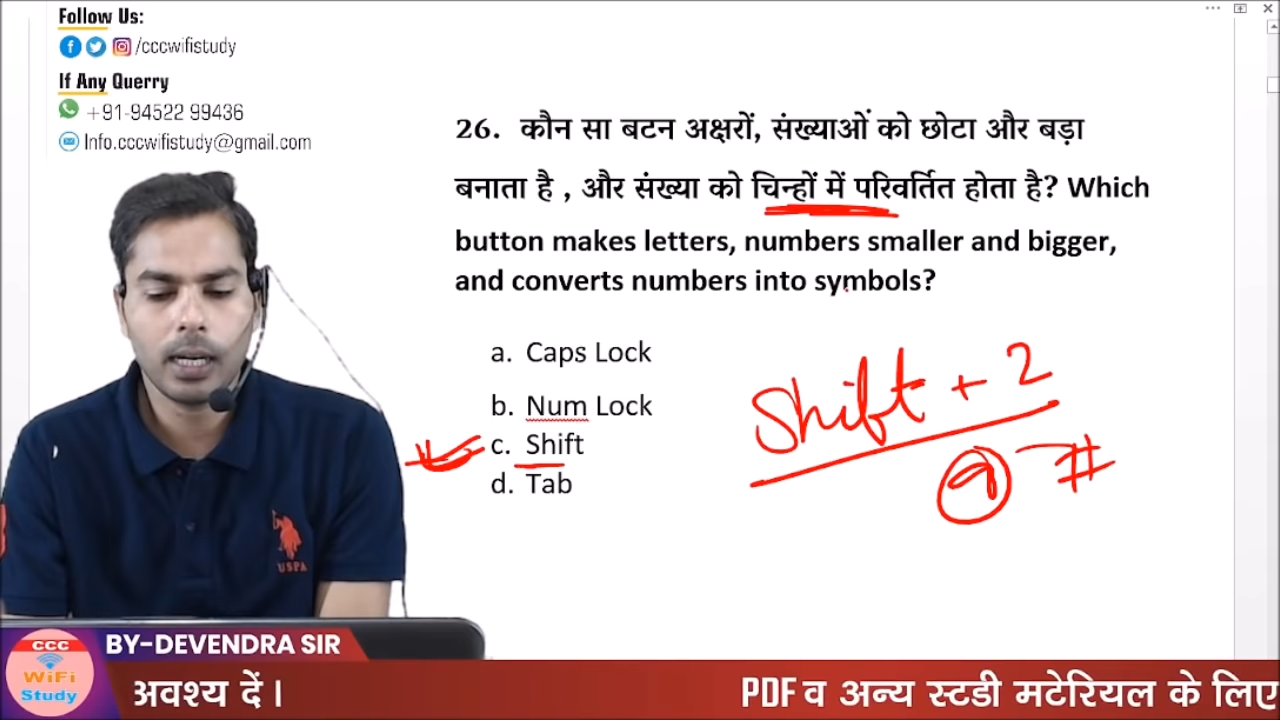 Follow Us:
/cccwifistudy
If Any Querry
+91-94522 99436
Info.cccwifistudy@gmail.com
26. कौन सा बटन अक्षरों, संख्याओं को छोटा और बड़ा
बनाता है , और संख्या को चिन्हों में परिवर्तित होता है? Which
button makes letters, numbers smaller and bigger,
and converts numbers into symbols?
a. Caps Lock
b. Num Lock
c. Shift
d. Tab
Shift + 2
@ #
USPA
CCC
WiFi
Study
BY-DEVENDRA SIR
अवश्य दें ।
PDF व अन्य स्टडी मटेरियल के लिए